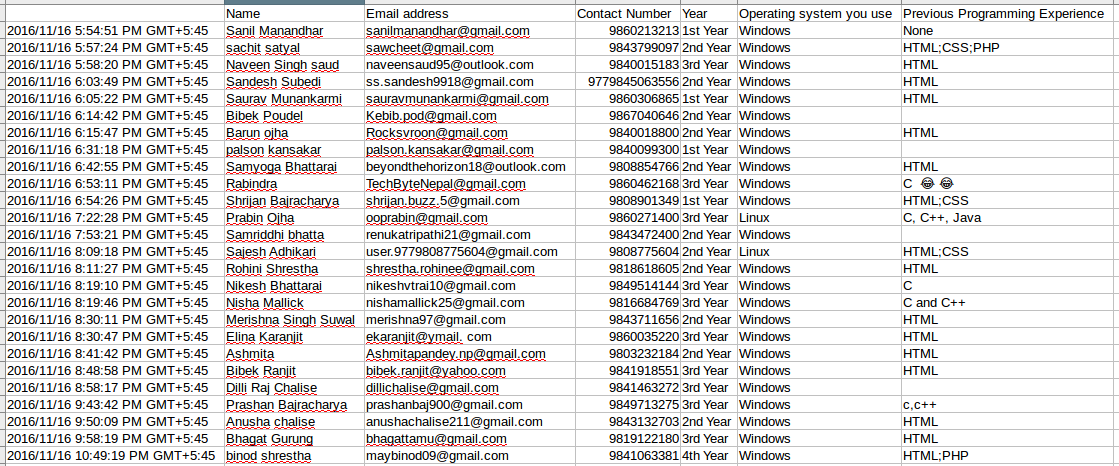 Name Email address Contact Number Year Operating system you use Previous Programming Experience
2016/11/16 5:54:51 PM GMT+5:45 Sanil Manandhar sanilmanandhar@gmail.com 9860213213 1st Year Windows None
2016/11/16 5:57:24 PM GMT+5:45 sachit satyal sawcheet@gmail.com 9843799097 2nd Year Windows HTML;CSS;PHP
2016/11/16 5:58:20 PM GMT+5:45 Naveen Singh saud naveensaud95@outlook.com 9840015183 3rd Year Windows HTML
2016/11/16 6:03:49 PM GMT+5:45 Sandesh Subedi ss.sandesh9918@gmail.com 9779845063556 2nd Year Windows HTML
2016/11/16 6:05:22 PM GMT+5:45 Saurav Munankarmi sauravmunankarmi@gmail.com 9860306865 1st Year Windows HTML
2016/11/16 6:14:42 PM GMT+5:45 Bibek Poudel Kebib.pod@gmail.com 9867040646 2nd Year Windows
2016/11/16 6:15:47 PM GMT+5:45 Barun ojha Rocksvroon@gmail.com 9840018800 2nd Year Windows HTML
2016/11/16 6:31:18 PM GMT+5:45 palson kansakar palson.kansakar@gmail.com 9840099300 1st Year Windows
2016/11/16 6:42:55 PM GMT+5:45 Samyoga Bhattarai beyondthehorizon18@outlook.com 9808854766 2nd Year Windows HTML
2016/11/16 6:53:11 PM GMT+5:45 Rabindra TechByteNepal@gmail.com 9860462168 3rd Year Windows C 😂 😂
2016/11/16 6:54:26 PM GMT+5:45 Shrijan Bajracharya shrijan.buzz.5@gmail.com 9808901349 1st Year Windows HTML;CSS
2016/11/16 7:22:28 PM GMT+5:45 Prabin Ojha ooprabin@gmail.com 9860271400 3rd Year Linux C, C++, Java
2016/11/16 7:53:21 PM GMT+5:45 Samriddhi bhatta renukatripathi21@gmail.com 9843472400 2nd Year Windows
2016/11/16 8:09:18 PM GMT+5:45 Sajesh Adhikari user.9779808775604@gmail.com 9808775604 2nd Year Linux HTML;CSS
2016/11/16 8:11:27 PM GMT+5:45 Rohini Shrestha shrestha.rohinee@gmail.com 9818618605 2nd Year Windows HTML
2016/11/16 8:19:10 PM GMT+5:45 Nikesh Bhattarai nikeshvtrai10@gmail.com 9849514144 3rd Year Windows C
2016/11/16 8:19:46 PM GMT+5:45 Nisha Mallick nishamallick25@gmail.com 9816684769 3rd Year Windows C and C++
2016/11/16 8:30:11 PM GMT+5:45 Merishna Singh Suwal merishna97@gmail.com 9843711656 2nd Year Windows HTML
2016/11/16 8:30:47 PM GMT+5:45 Elina Karanjit ekaranjit@ymail. com 9860035220 3rd Year Windows HTML
2016/11/16 8:41:42 PM GMT+5:45 Ashmita Ashmitapandey.np@gmail.com 9803232184 2nd Year Windows HTML
2016/11/16 8:48:58 PM GMT+5:45 Bibek Ranjit bibek.ranjit@yahoo.com 9841918551 3rd Year Windows HTML
2016/11/16 8:58:17 PM GMT+5:45 Dilli Raj Chalise dillichalise@gmail.com 9841463272 3rd Year Windows
2016/11/16 9:43:42 PM GMT+5:45 Prashan Bajracharya prashanbaj900@gmail.com 9849713275 3rd Year Windows c,c++
2016/11/16 9:50:09 PM GMT+5:45 Anusha chalise anushachalise211@gmail.com 9843132703 2nd Year Windows HTML
2016/11/16 9:58:19 PM GMT+5:45 Bhagat Gurung bhagattamu@gmail.com 9819122180 3rd Year Windows HTML
2016/11/16 10:49:19 PM GMT+5:45 binod shrestha maybinod09@gmail.com 9841063381 4th Year Windows HTML;PHP